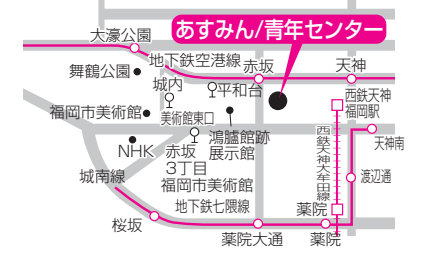 あすみん/青年センター
大濠公園
地下鉄空港線
赤坂
天神
舞鶴公園
城内
平和台
西鉄天神
福岡駅
福岡市美術館
美術館東口
鴻臚館跡
展示館
西鉄天神大牟田線
天神南
NHK
赤坂
3丁目
福岡市美術館
城南線
渡辺通
地下鉄七隈線
薬院
桜坂
薬院大通
薬院